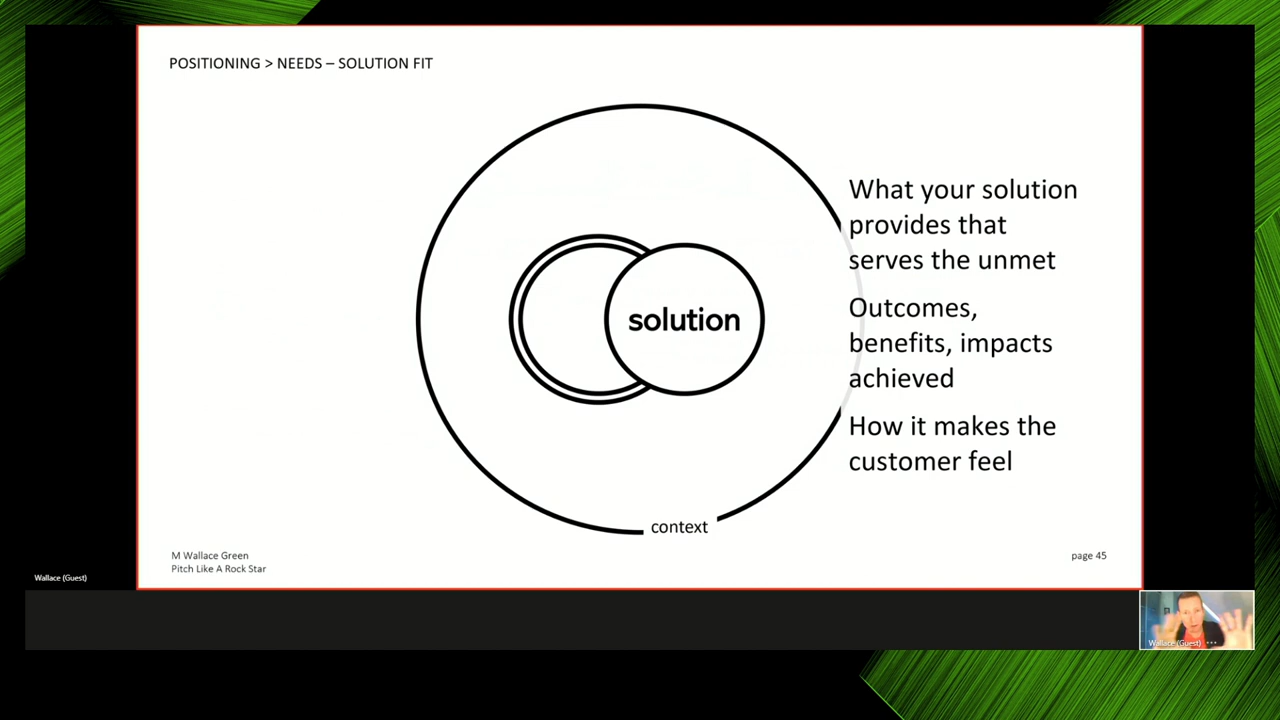 POSITIONING > NEEDS – SOLUTION FIT
What your solution
provides that
serves the unmet
Outcomes,
benefits, impacts
achieved
How it makes the
customer feel
solution
context
M Wallace Green
Pitch Like A Rock Star
page 45
Wallace (Guest)
Wallace (Guest)